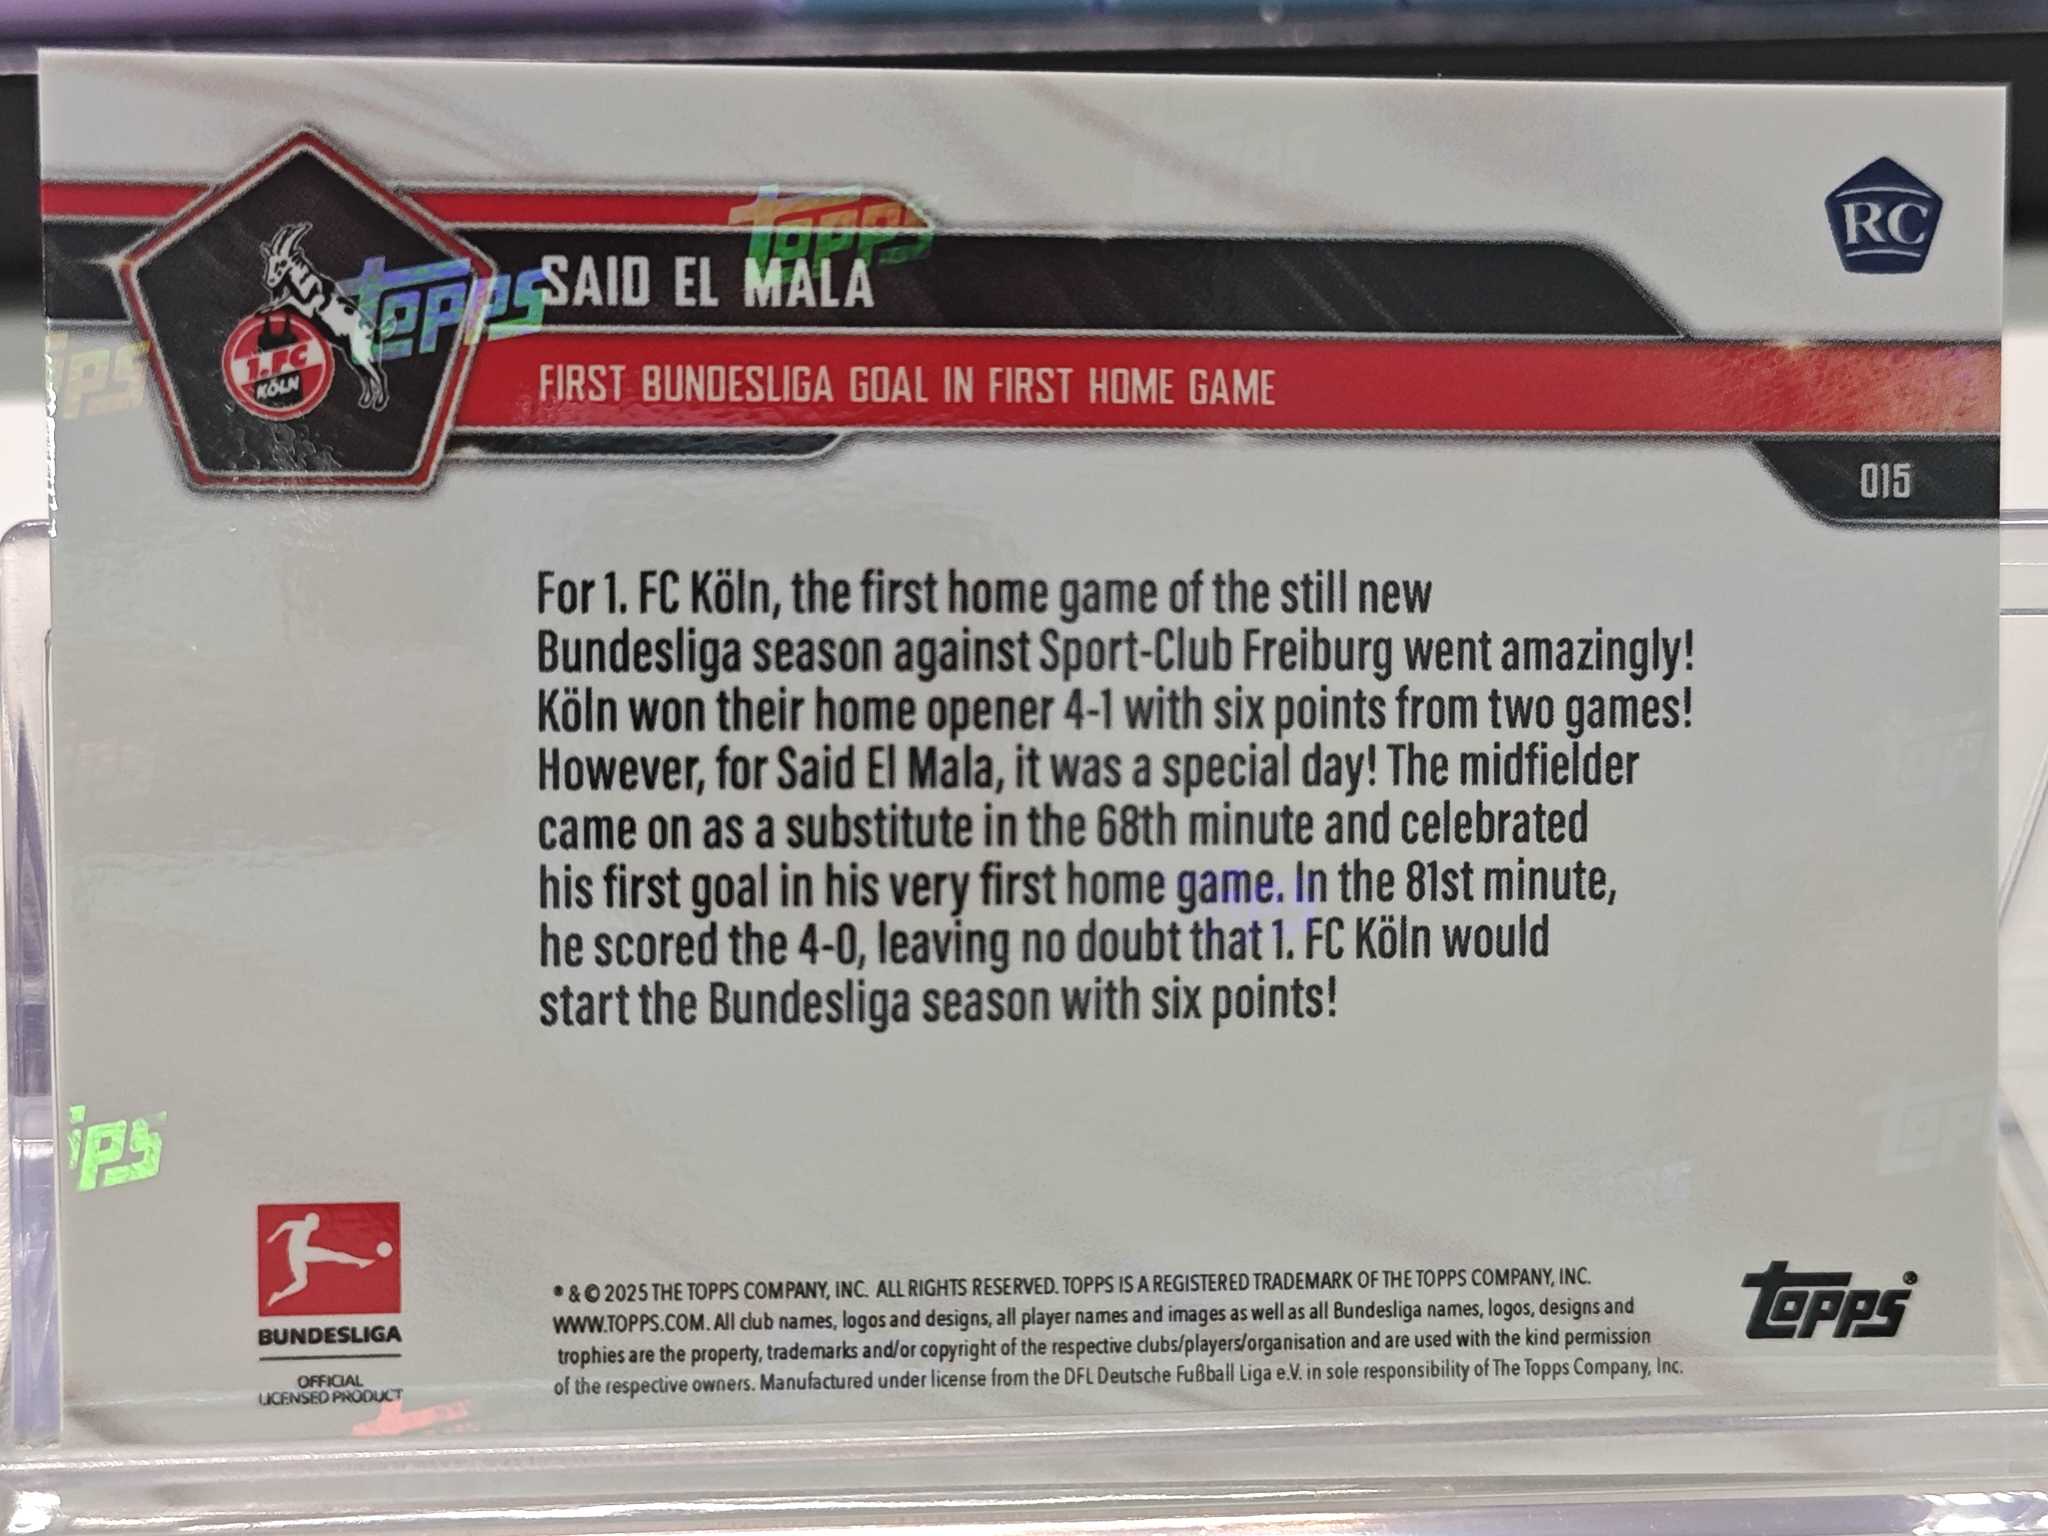 RC
SAID EL MALA
1. FC
KÖLN
FIRST BUNDESLIGA GOAL IN FIRST HOME GAME
015
For 1. FC Köln, the first home game of the still new
Bundesliga season against Sport-Club Freiburg went amazingly!
Köln won their home opener 4-1 with six points from two games!
However, for Said El Mala, it was a special day! The midfielder
came on as a substitute in the 68th minute and celebrated
his first goal in his very first home game. In the 81st minute,
he scored the 4-0, leaving no doubt that 1. FC Köln would
start the Bundesliga season with six points!
BUNDESLIGA
OFFICIAL
LICENSED PRODUCT
® & © 2025 THE TOPPS COMPANY, INC. ALL RIGHTS RESERVED. TOPPS IS A REGISTERED TRADEMARK OF THE TOPPS COMPANY, INC.
WWW.TOPPS.COM. All club names, logos and designs, all player names and images as well as all Bundesliga names, logos, designs and
trophies are the property, trademarks and/or copyright of the respective clubs/players/organisation and are used with the kind permission
of the respective owners. Manufactured under license from the DFL Deutsche Fußball Liga e.V. in sole responsibility of The Topps Company, Inc.
Topps®
Topps
Topps